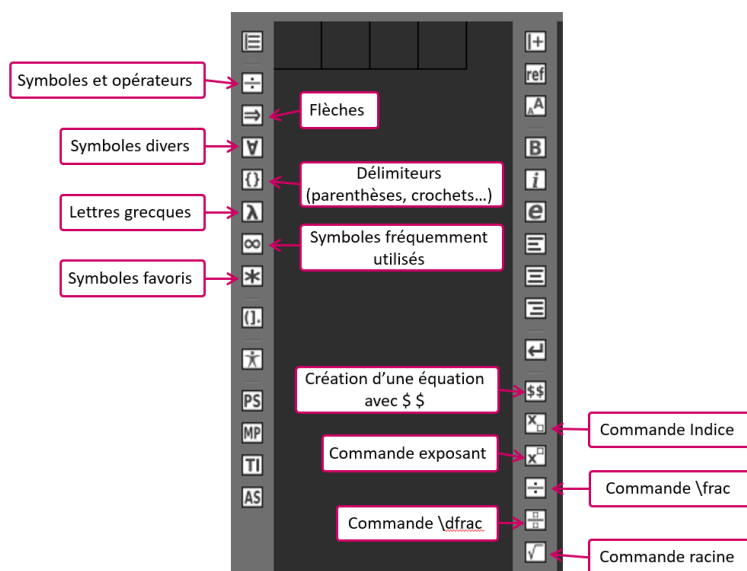 Symboles et opérateurs
Flèches
Symboles divers
Délimiteurs
(parenthèses, crochets…)
Lettres grecques
Symboles fréquemment
utilisés
Symboles favoris
Création d’une équation
avec $ $
Commande Indice
Commande exposant
Commande \frac
Commande \dfrac
Commande racine
÷
⇒
∀
{}
λ
∞
*
(].
PS
MP
TI
AS
|+
ref
AA
B
i
e
$$
x
x
÷
√